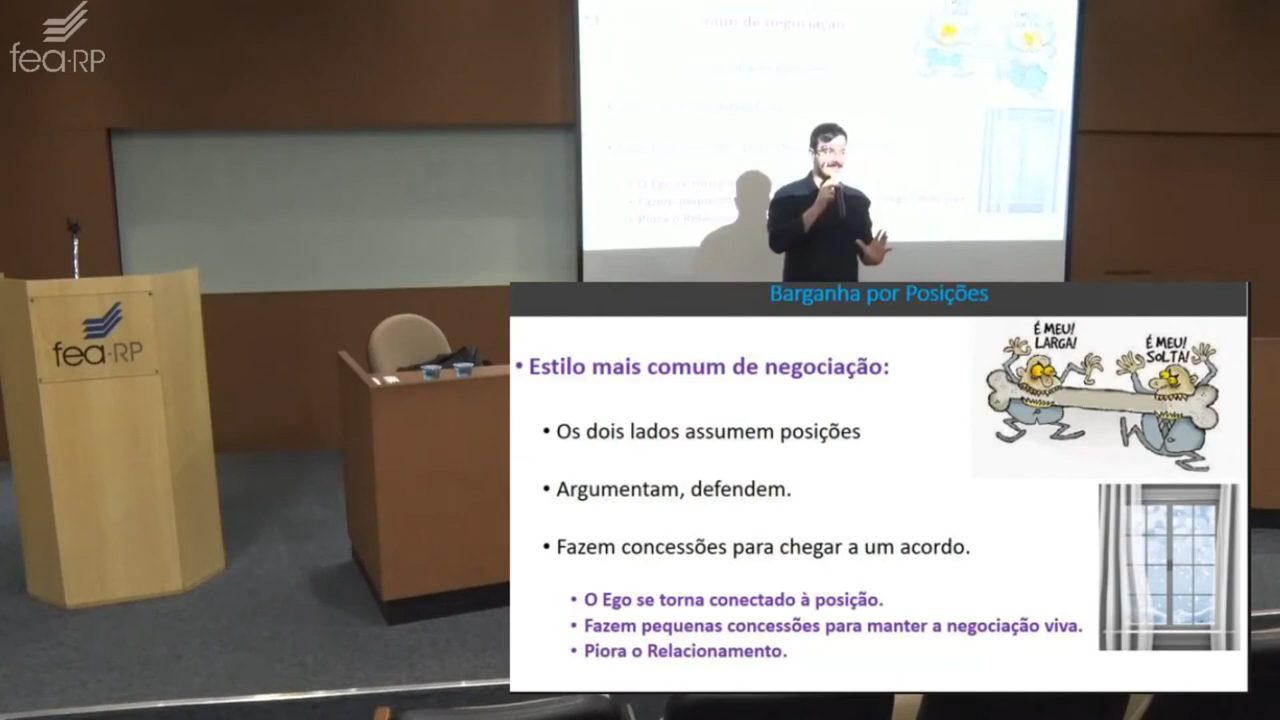 fea-RP
fea-RP
Barganha por Posições
É MEU!
LARGA!
É MEU!
SOLTA!
• Estilo mais comum de negociação:
• Os dois lados assumem posições
• Argumentam, defendem.
• Fazem concessões para chegar a um acordo.
• O Ego se torna conectado à posição.
• Fazem pequenas concessões para manter a negociação viva.
• Piora o Relacionamento.